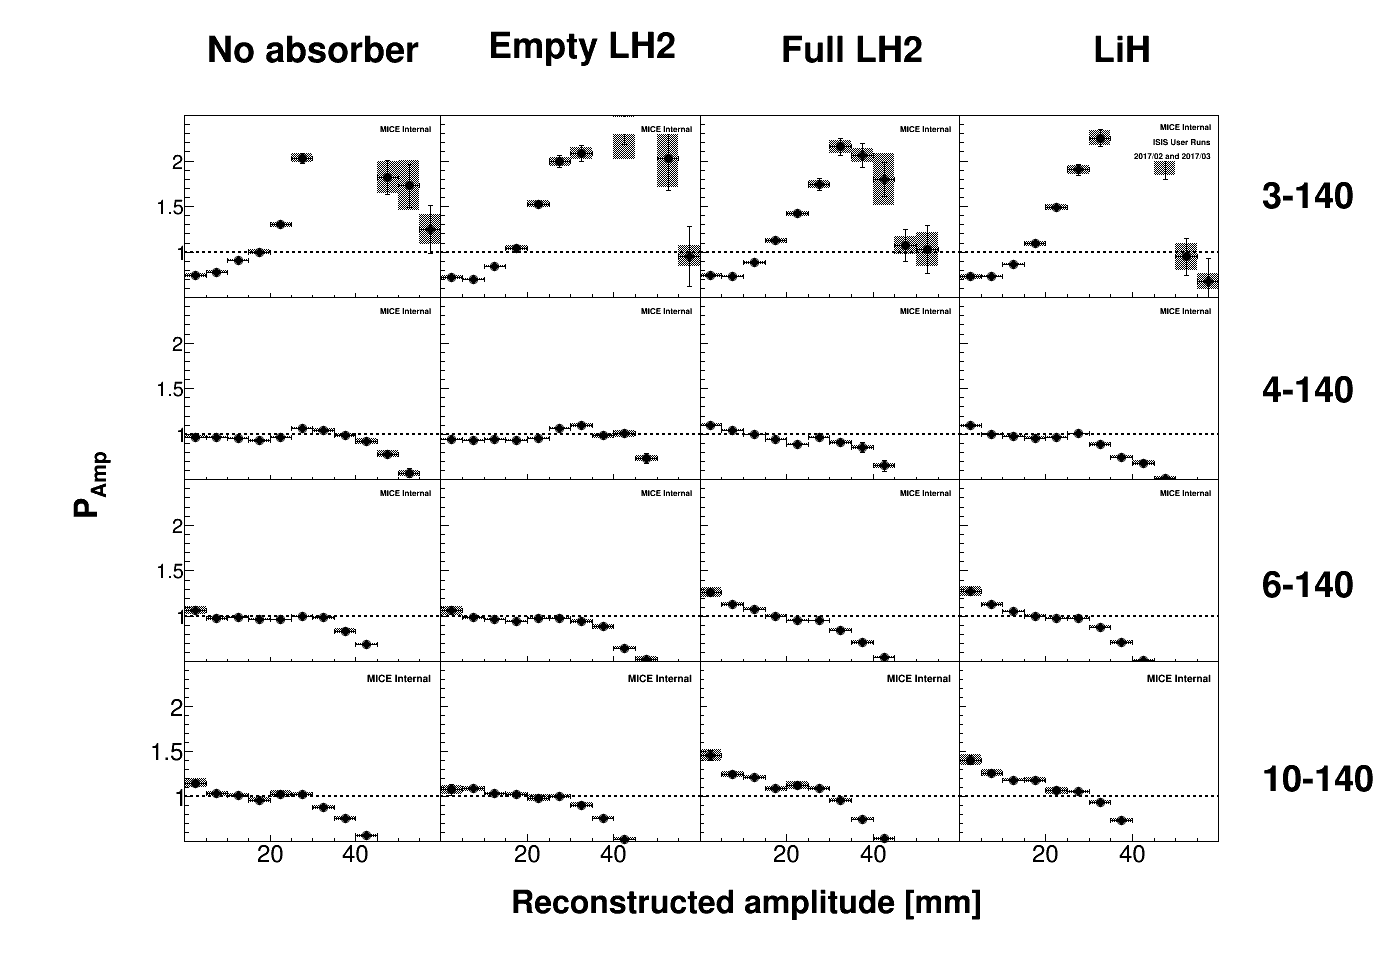 No absorber Empty LH2 Full LH2 LiH
MICE Internal MICE Internal MICE Internal MICE Internal
ISIS User Runs
2017/02 and 2017/03
2
1.5
1
3-140
MICE Internal MICE Internal MICE Internal MICE Internal
2
1.5
1
4-140
P_Amp
MICE Internal MICE Internal MICE Internal MICE Internal
2
1.5
1
6-140
MICE Internal MICE Internal MICE Internal MICE Internal
2
1.5
1
10-140
20 40 20 40 20 40 20 40
Reconstructed amplitude [mm]